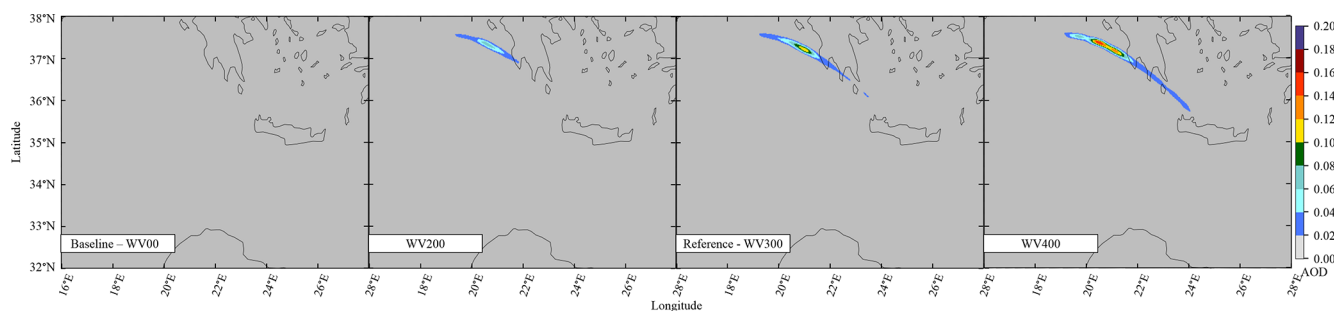 38°N
37°N
36°N
35°N
34°N
33°N
32°N
Latitude
Baseline – WV00
WV200
Reference - WV300
WV400
16°E 18°E 20°E 22°E 24°E 26°E 28°E 18°E 20°E 22°E 24°E 26°E 28°E 18°E 20°E 22°E 24°E 26°E 28°E 18°E 20°E 22°E 24°E 26°E 28°E
Longitude
0.20
0.18
0.16
0.14
0.12
0.10
0.08
0.06
0.04
0.02
0.00
AOD